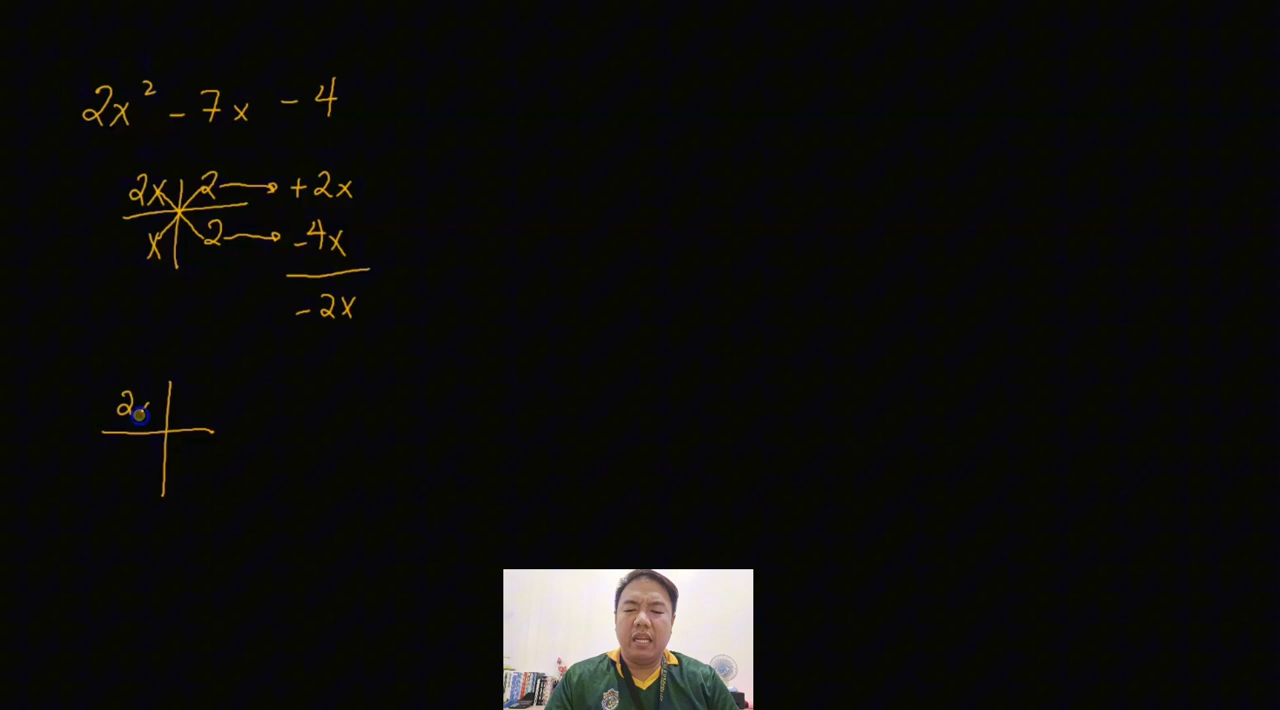 2x² - 7x - 4
2x 2 → +2x
x 2 → -4x
-2x
2